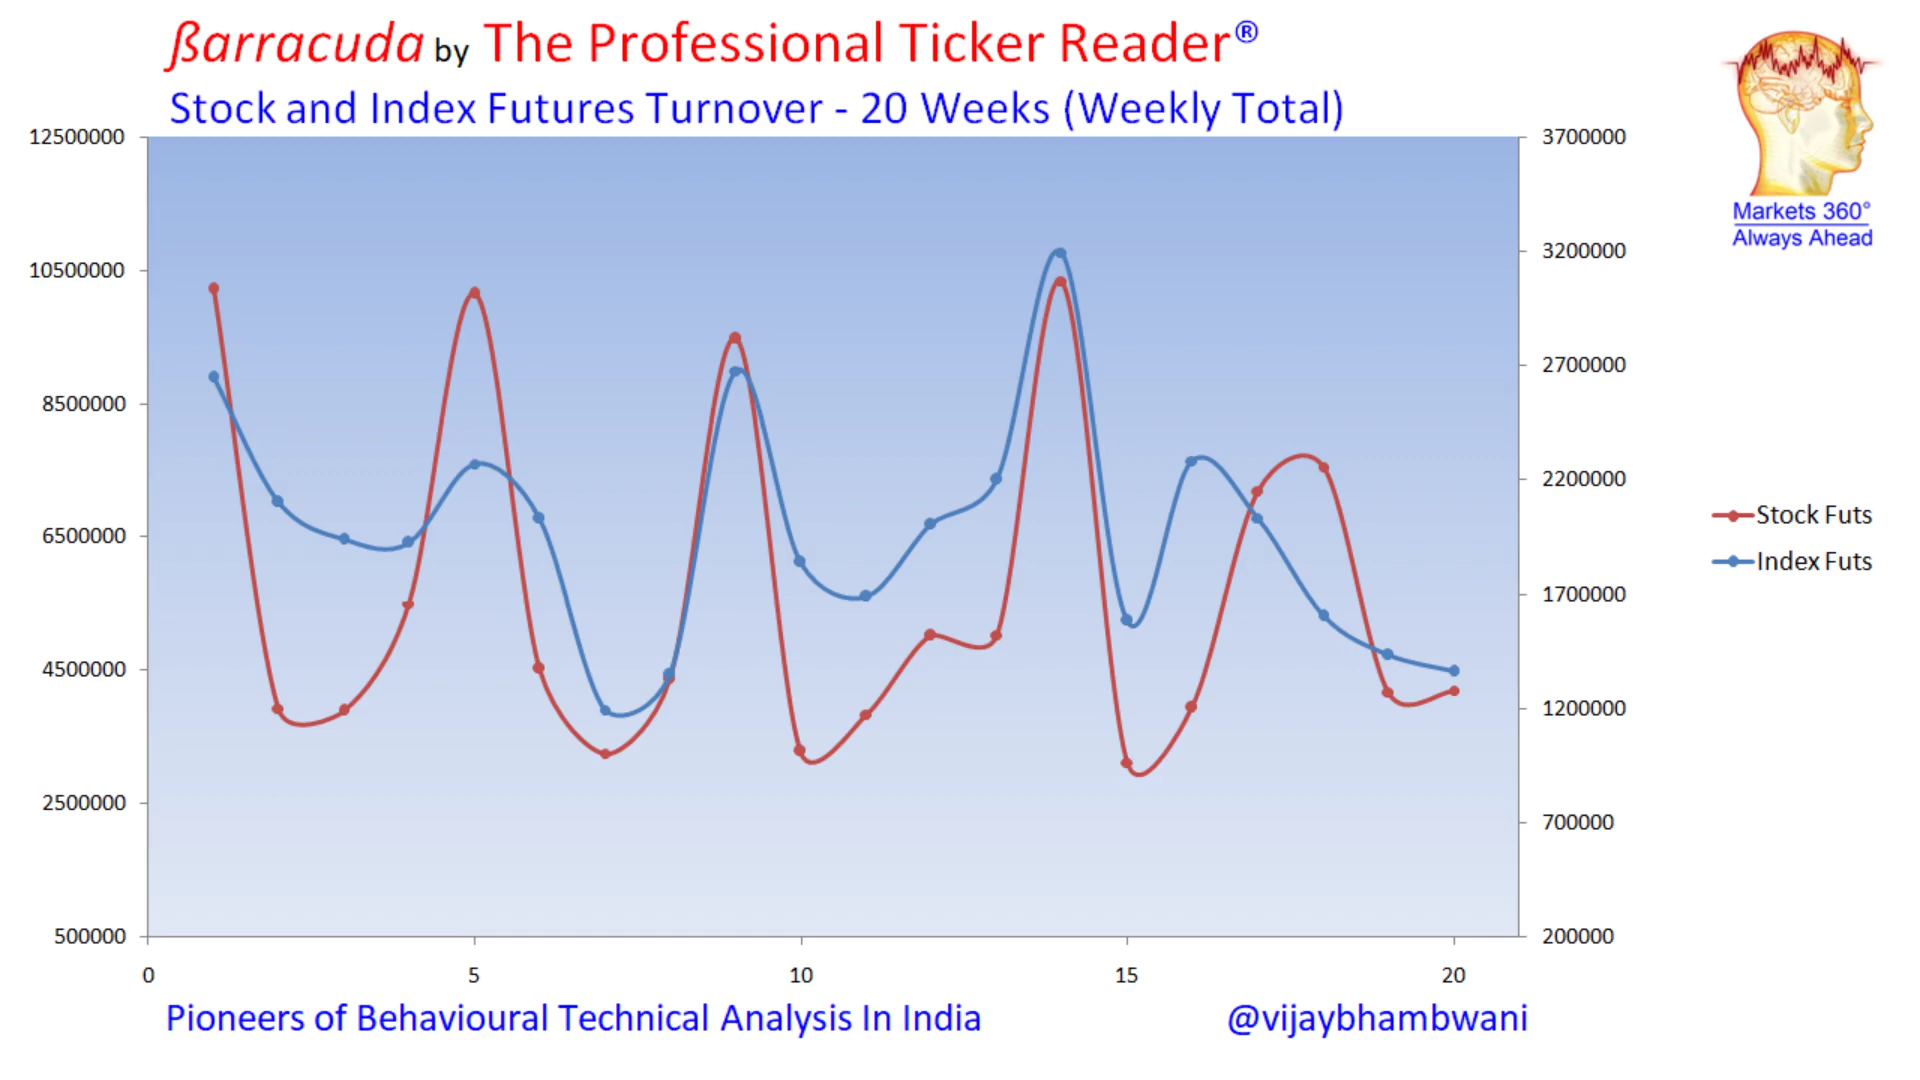 ßarracuda by The Professional Ticker Reader®
Stock and Index Futures Turnover - 20 Weeks (Weekly Total)
Markets 360°
Always Ahead
12500000
10500000
8500000
6500000
4500000
2500000
500000
3700000
3200000
2700000
2200000
1700000
1200000
700000
200000
Stock Futs
Index Futs
0 5 10 15 20
Pioneers of Behavioural Technical Analysis In India @vijaybhambwani